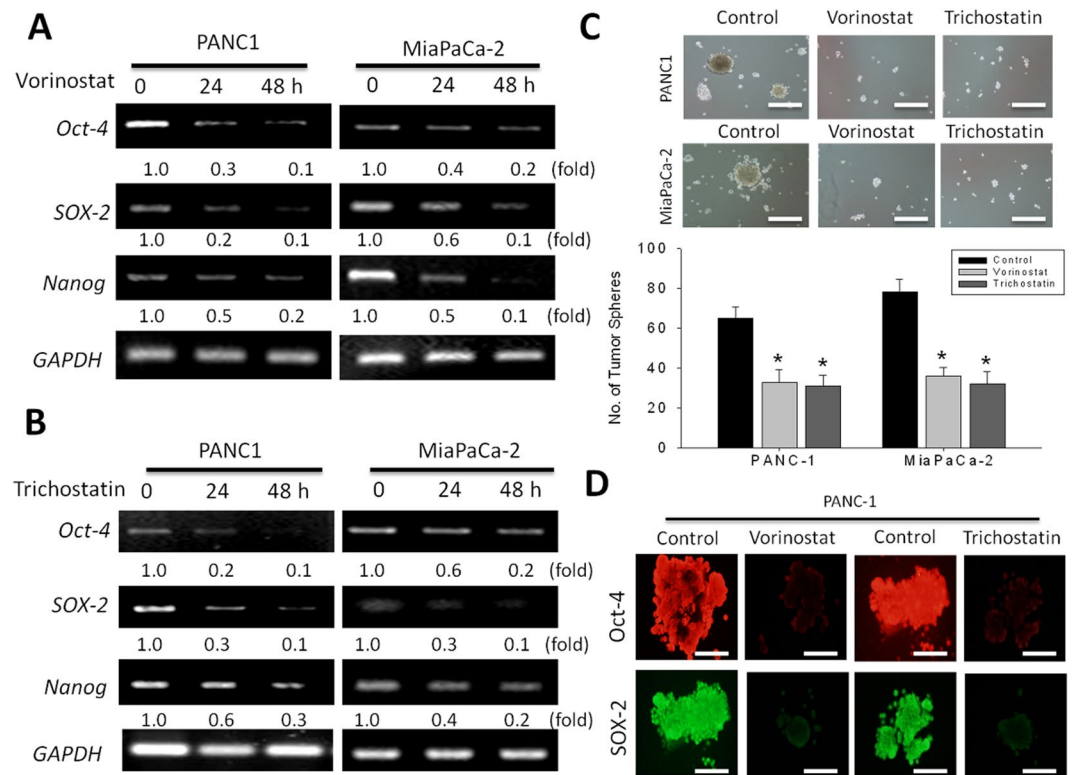 A
PANC1 MiaPaCa-2
Vorinostat 0 24 48 h 0 24 48 h
Oct-4
1.0 0.3 0.1 1.0 0.4 0.2 (fold)
SOX-2
1.0 0.2 0.1 1.0 0.6 0.1 (fold)
Nanog
1.0 0.5 0.2 1.0 0.5 0.1 (fold)
GAPDH
B
PANC1 MiaPaCa-2
Trichostatin 0 24 48 h 0 24 48 h
Oct-4
1.0 0.2 0.1 1.0 0.6 0.2 (fold)
SOX-2
1.0 0.3 0.1 1.0 0.3 0.1 (fold)
Nanog
1.0 0.6 0.3 1.0 0.4 0.2 (fold)
GAPDH
C
Control Vorinostat Trichostatin
PANC1
Control Vorinostat Trichostatin
MiaPaCa-2
No. of Tumor Spheres
100
80
60
40
20
0
Control
Vorinostat
Trichostatin
* * * *
PANC-1 MiaPaCa-2
D
PANC-1
Control Vorinostat Control Trichostatin
Oct-4
SOX-2